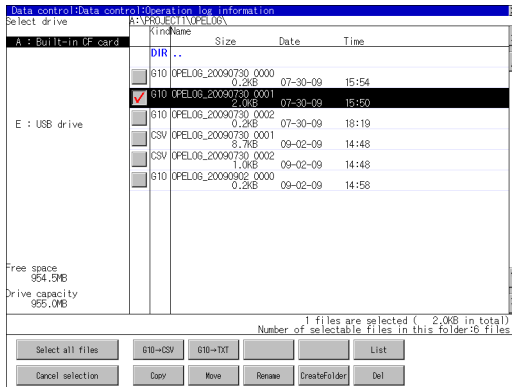 Data control:Data control:Operation log information
Select drive
A:\PROJECT1\OPELOG\
Kind Name
Size Date Time
A : Built-in CF card
DIR ..
G10 OPELOG_20090730_0000
0.2KB 07-30-09 15:54
G10 OPELOG_20090730_0001
2.0KB 07-30-09 15:50
G10 OPELOG_20090730_0002
0.2KB 07-30-09 18:19
E : USB drive
CSV OPELOG_20090730_0001
8.7KB 09-02-09 14:48
CSV OPELOG_20090730_0002
1.0KB 09-02-09 14:48
G10 OPELOG_20090902_0000
0.2KB 09-02-09 14:58
Free space
954.5MB
Drive capacity
955.0MB
1 files are selected ( 2.0KB in total)
Number of selectable files in this folder:6 files
Select all files G10→CSV G10→TXT List
Cancel selection Copy Move Rename CreateFolder Del